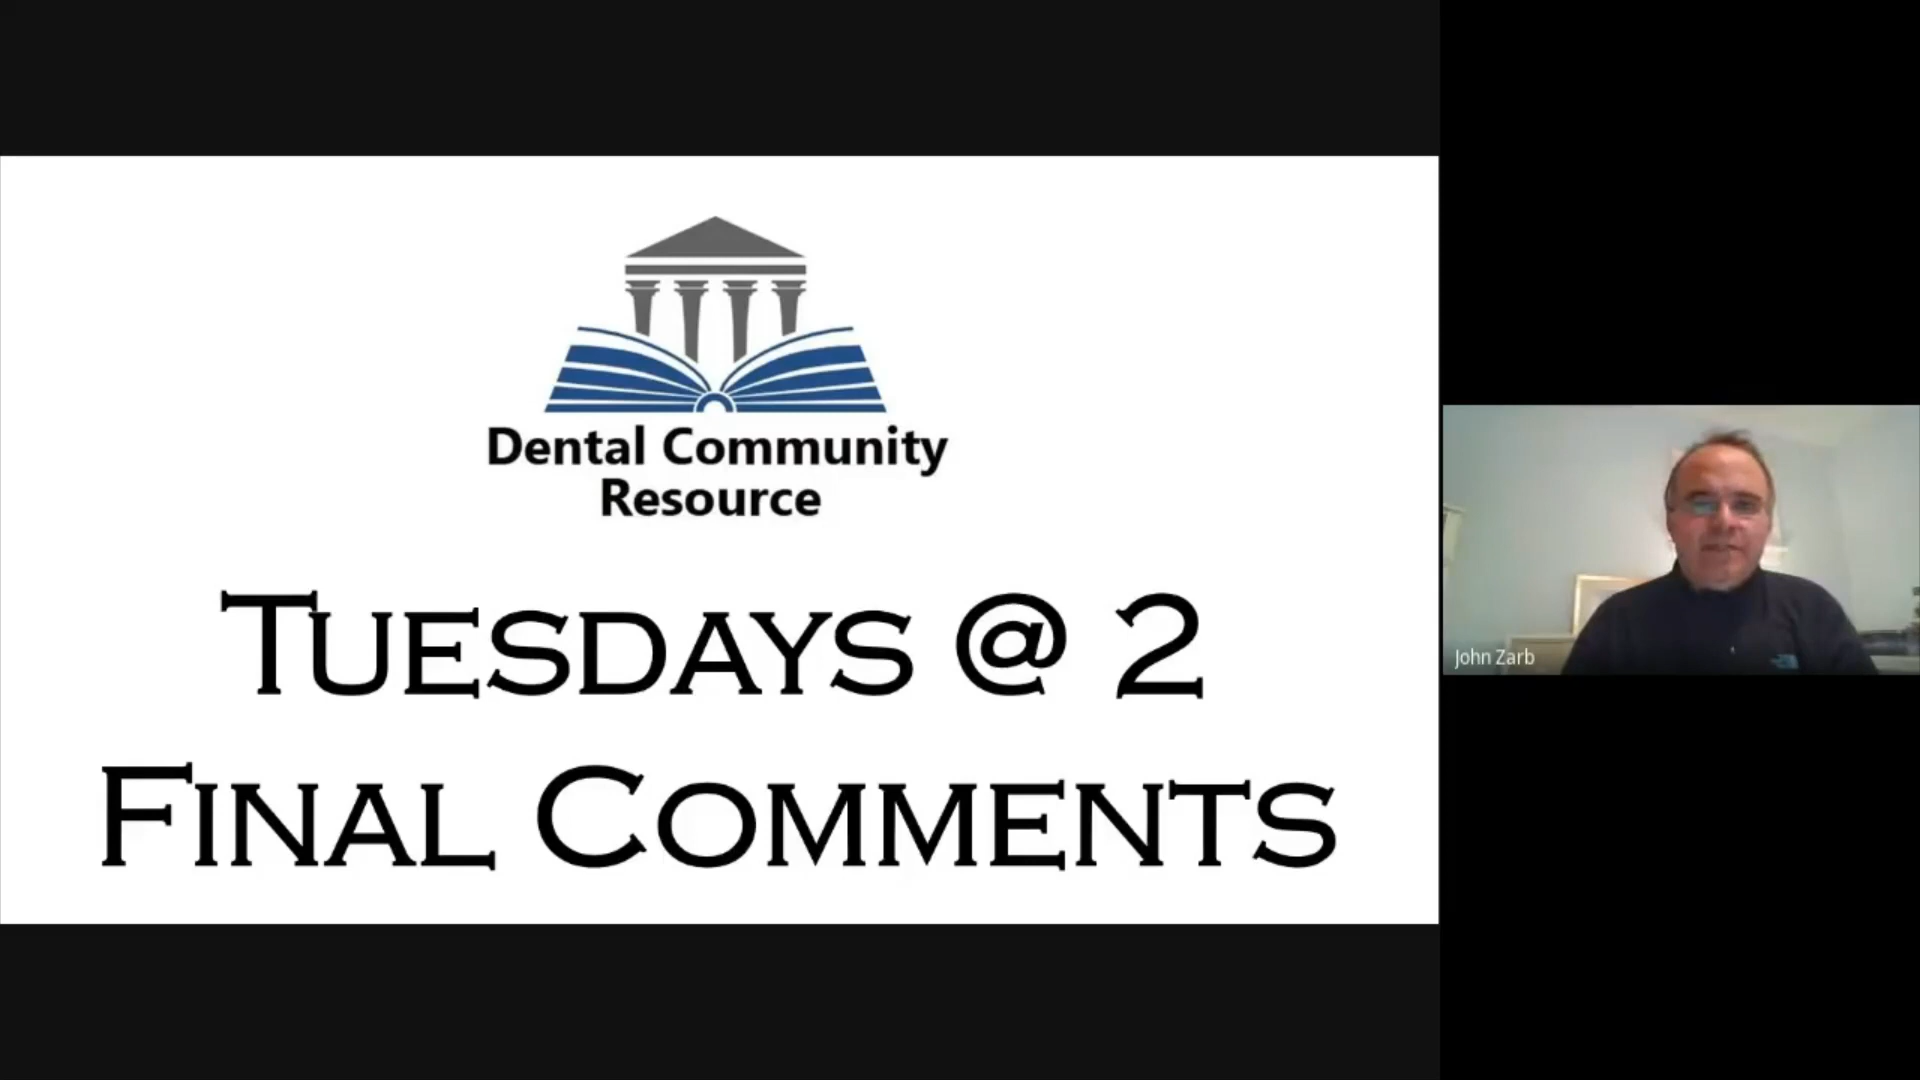 Dental Community
Resource
TUESDAYS @ 2
FINAL COMMENTS
John Zarb